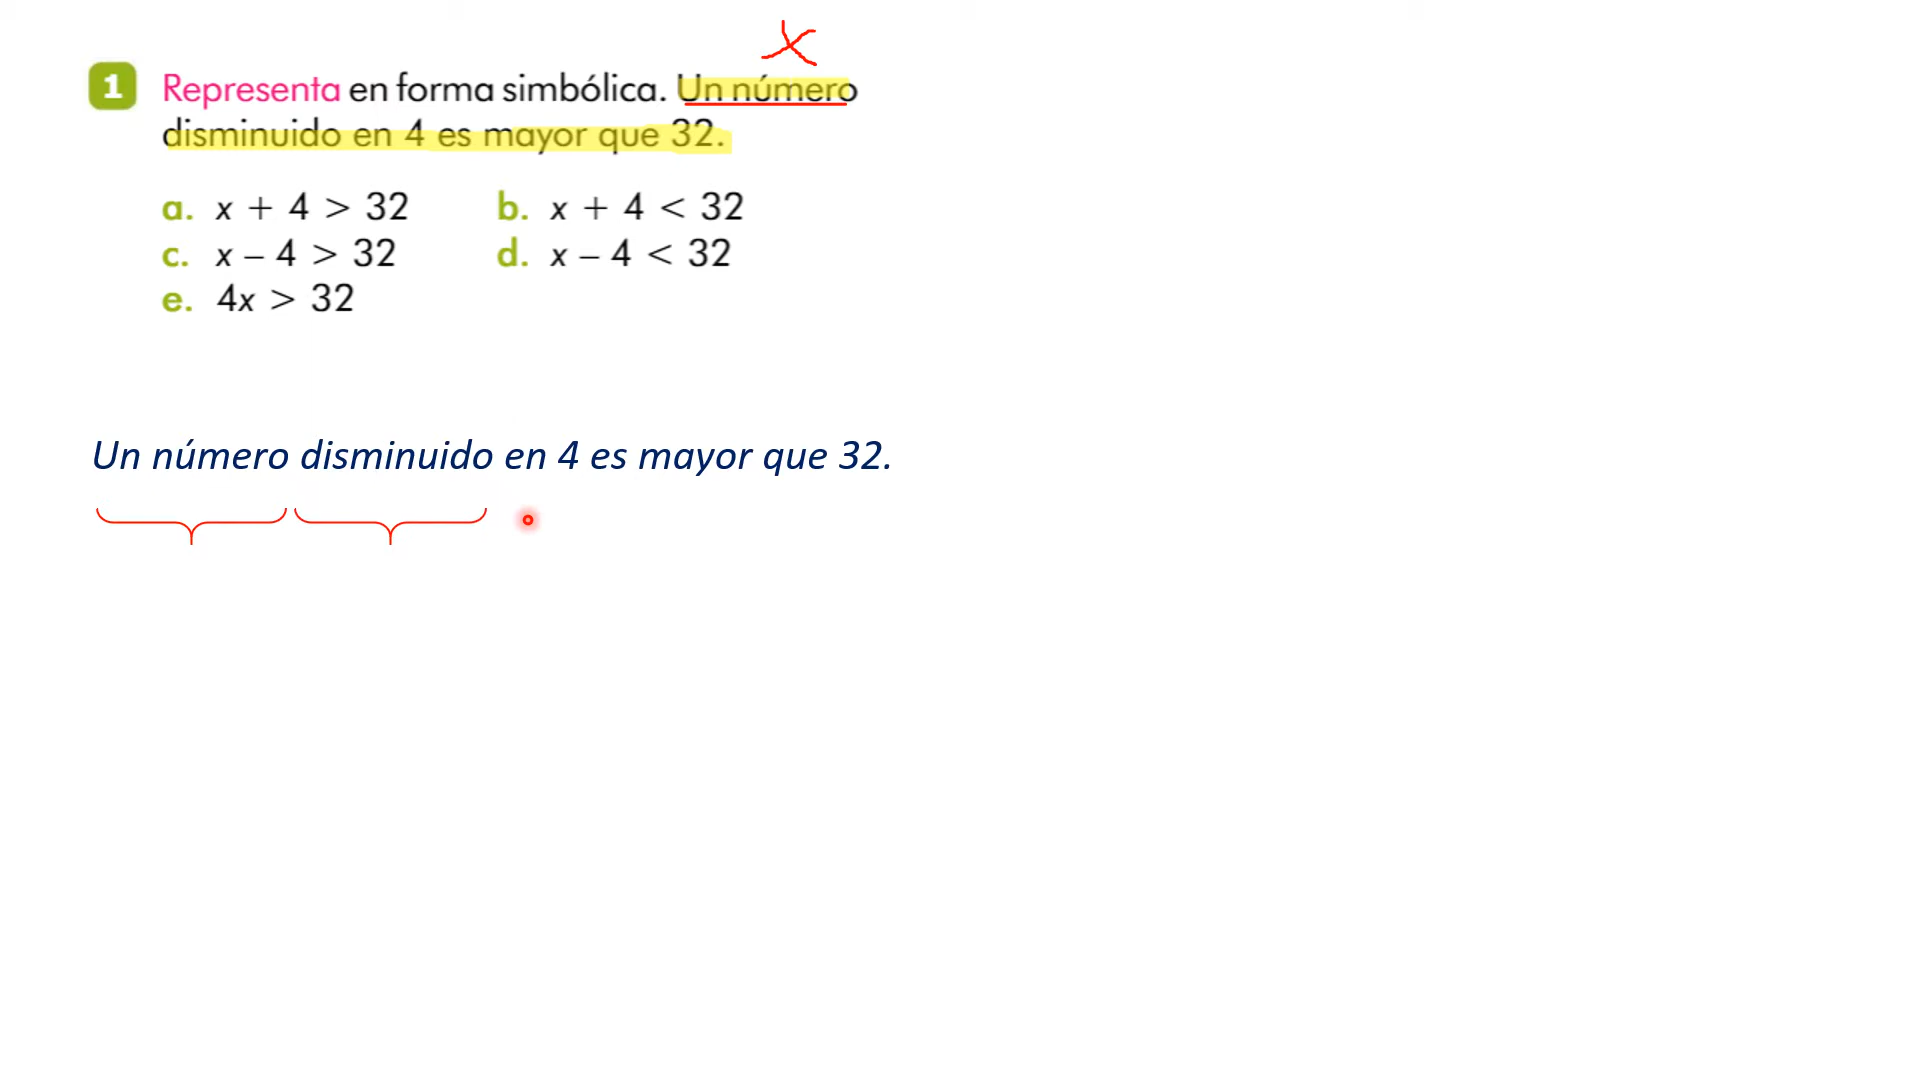 x
1 Representa en forma simbólica. Un número
disminuido en 4 es mayor que 32.
a. x + 4 > 32 b. x + 4 < 32
c. x – 4 > 32 d. x – 4 < 32
e. 4x > 32
Un número disminuido en 4 es mayor que 32.